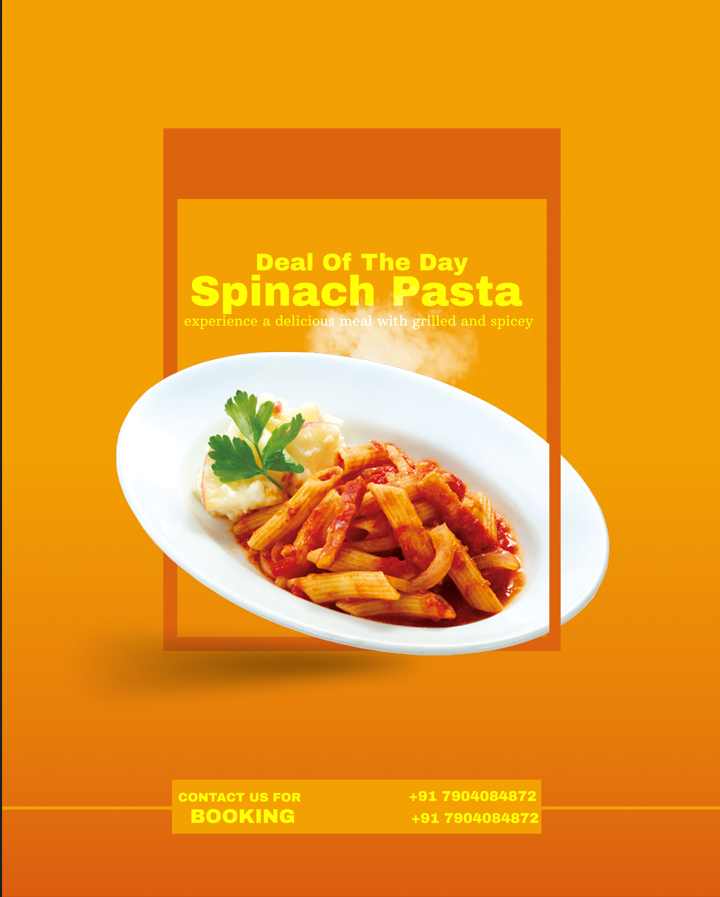 Deal Of The Day
Spinach Pasta
experience a delicious meal with grilled and spicey
CONTACT US FOR
BOOKING
+91 7904084872
+91 7904084872